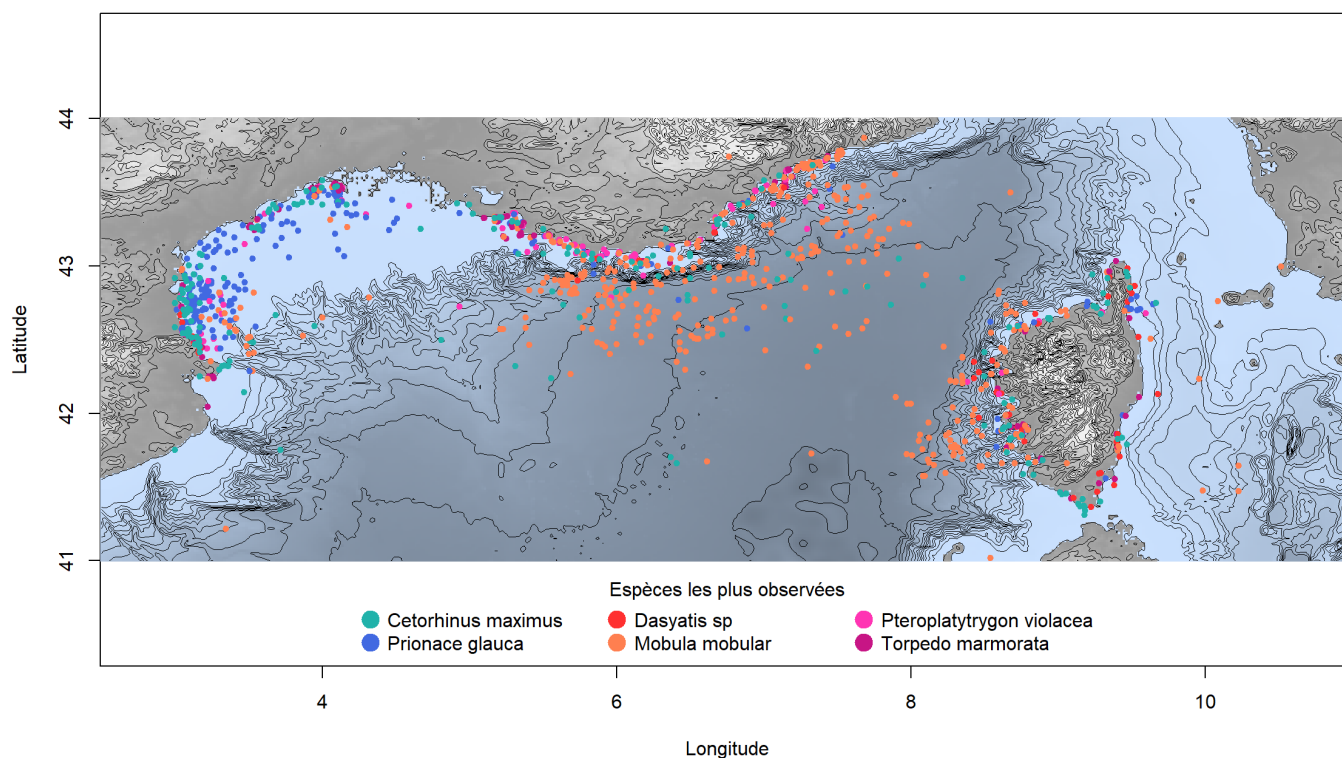 44
43
42
41
Latitude
Espèces les plus observées
Cetorhinus maximus Dasyatis sp Pteroplatytrygon violacea
Prionace glauca Mobula mobular Torpedo marmorata
4 6 8 10
Longitude